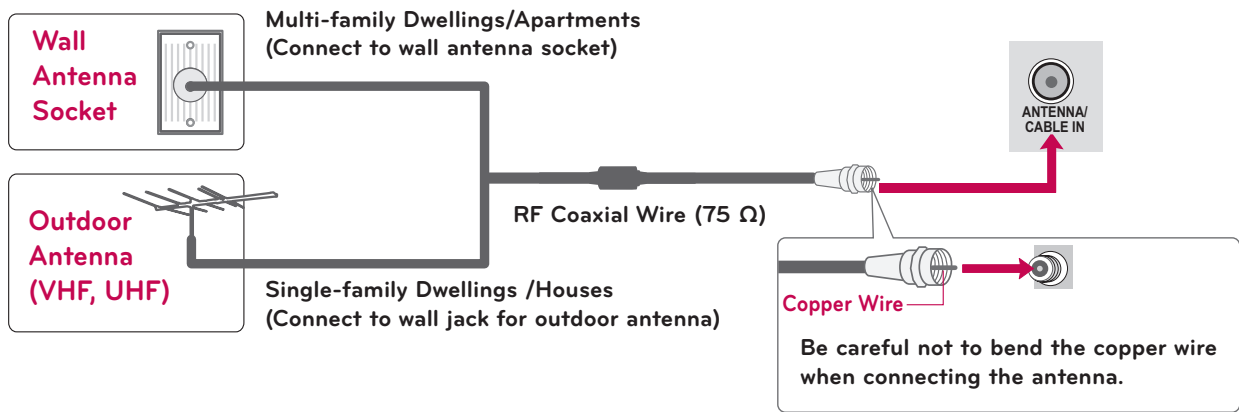 Multi-family Dwellings/Apartments
(Connect to wall antenna socket)
Wall
Antenna
Socket
ANTENNA/
CABLE IN
RF Coaxial Wire (75 Ω)
Outdoor
Antenna
(VHF, UHF)
Single-family Dwellings /Houses
(Connect to wall jack for outdoor antenna)
Copper Wire
Be careful not to bend the copper wire
when connecting the antenna.